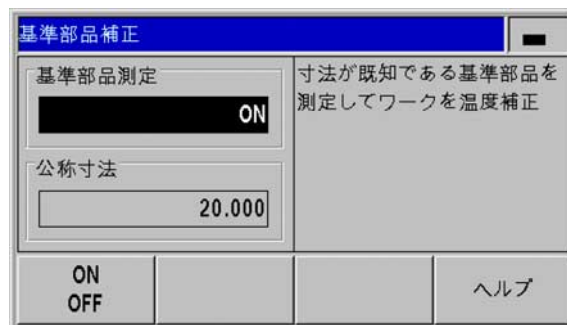 基準部品補正
基準部品測定
ON
公称寸法
20.000
寸法が既知である基準部品を
測定してワークを温度補正
ON
OFF
ヘルプ